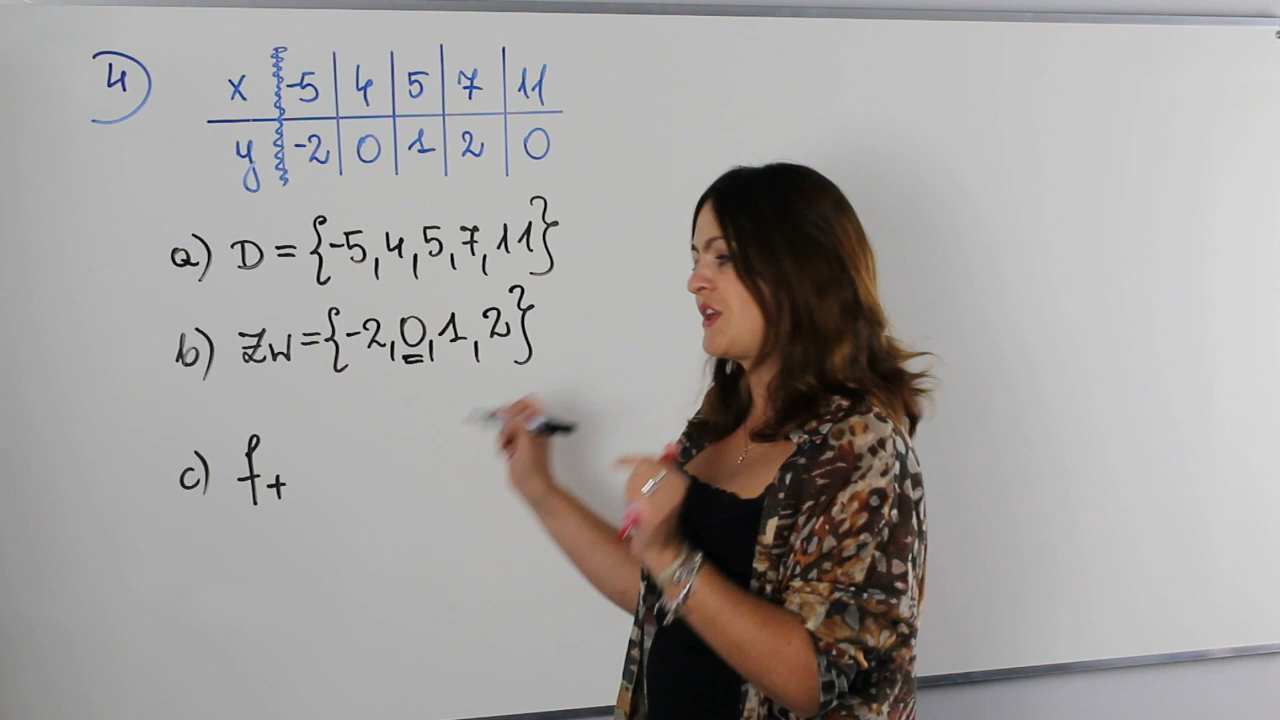 4)
x -5 4 5 7 11
y -2 0 1 2 0
a) D = {-5, 4, 5, 7, 11}
b) ZW = {-2, 0, 1, 2}
c) f+